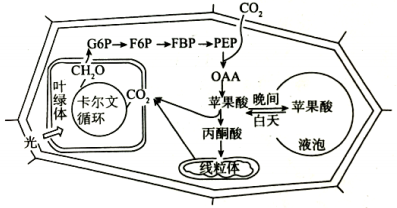 CO₂
G6P → F6P → FBP → PEP
CH₂O
OAA
叶绿体
卡尔文循环
CO₂
苹果酸
晚间
白天
苹果酸
液泡
光
丙酮酸
线粒体